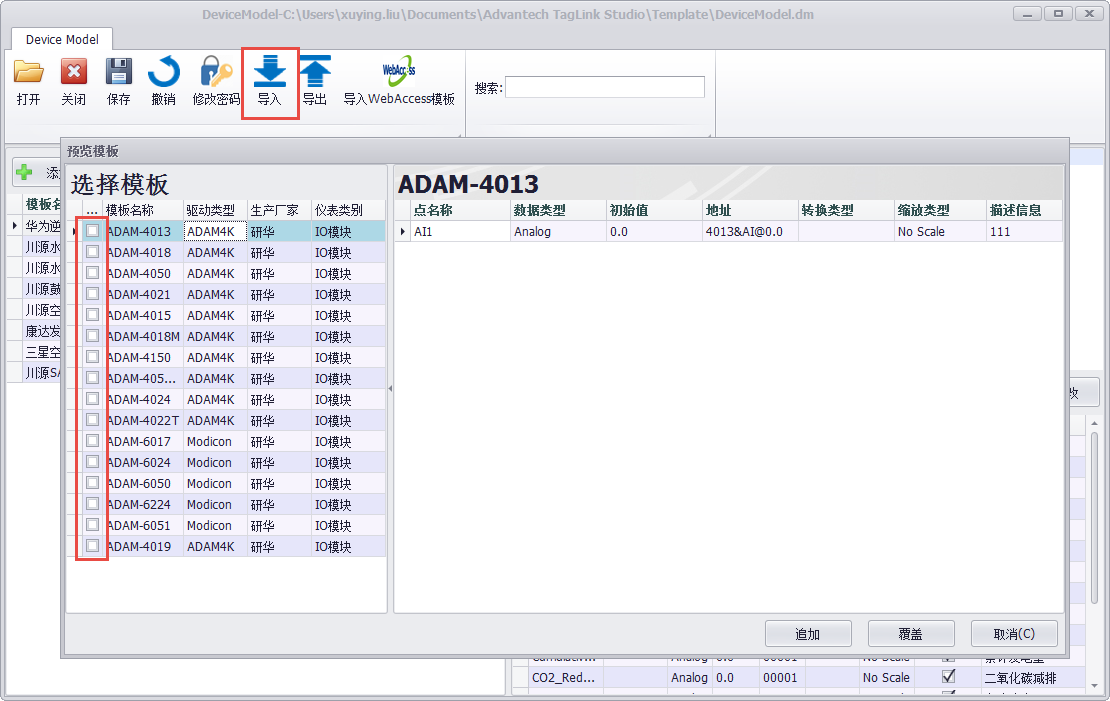 DeviceModel-C:\Users\xuying.liu\Documents\Advantech TagLink Studio\Template\DeviceModel.dm
Device Model
打开 关闭 保存 撤销 修改密码 导入 导出 导入WebAccess模板
WebAccess
搜索:
预览模板
选择模板
... 模板名称 驱动类型 生产厂家 仪表类别
ADAM-4013 ADAM4K 研华 IO模块
ADAM-4018 ADAM4K 研华 IO模块
ADAM-4050 ADAM4K 研华 IO模块
ADAM-4021 ADAM4K 研华 IO模块
ADAM-4015 ADAM4K 研华 IO模块
ADAM-4018M ADAM4K 研华 IO模块
ADAM-4150 ADAM4K 研华 IO模块
ADAM-405... ADAM4K 研华 IO模块
ADAM-4024 ADAM4K 研华 IO模块
ADAM-4022T ADAM4K 研华 IO模块
ADAM-6017 Modicon 研华 IO模块
ADAM-6024 Modicon 研华 IO模块
ADAM-6050 Modicon 研华 IO模块
ADAM-6224 Modicon 研华 IO模块
ADAM-6051 Modicon 研华 IO模块
ADAM-4019 ADAM4K 研华 IO模块
ADAM-4013
点名称 数据类型 初始值 地址 转换类型 缩放类型 描述信息
AI1 Analog 0.0 4013&AI@0.0 No Scale 111
追加 覆盖 取消(C)
模板名
华为逆
川源水
川源水
川源鼓
川源空
康达发
三星空
川源SA
改
Analog 0.0 00001 No Scale 累计发电量
CO2_Red... Analog 0.0 00001 No Scale 二氧化碳减排